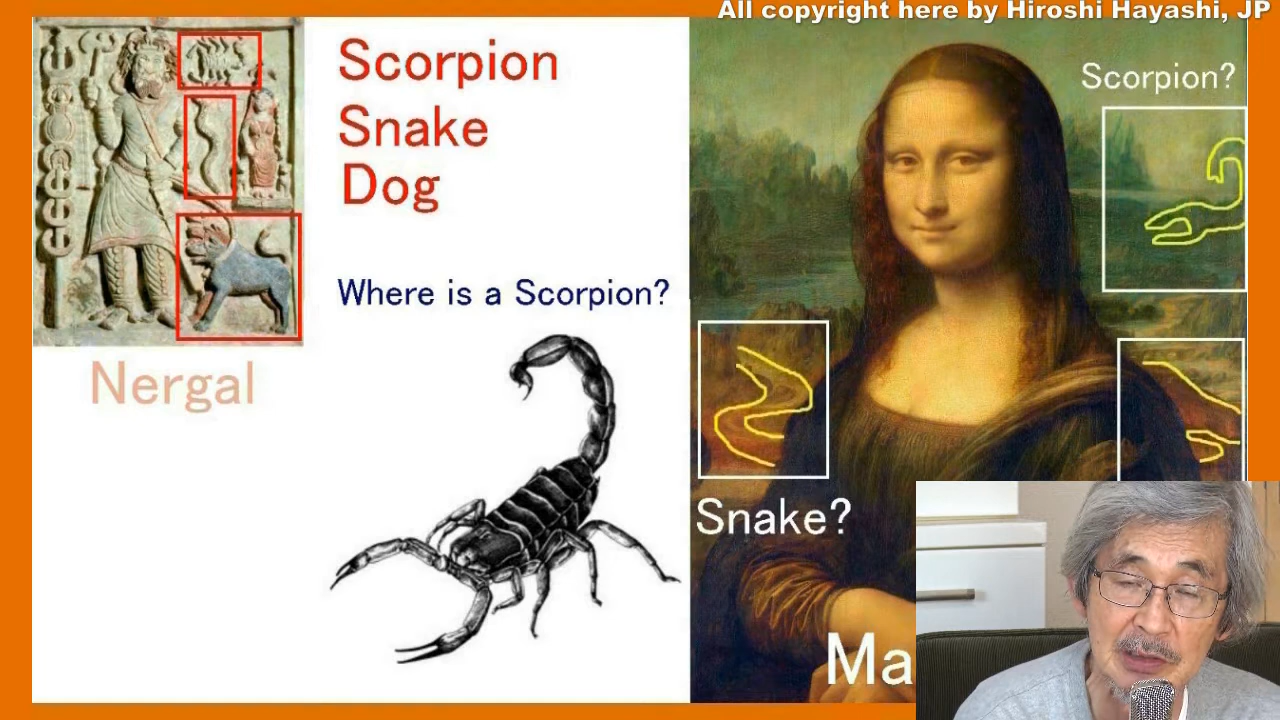 All copyright here by Hiroshi Hayashi, JP
Scorpion
Snake
Dog
Where is a Scorpion?
Nergal
Scorpion?
Snake?
Ma